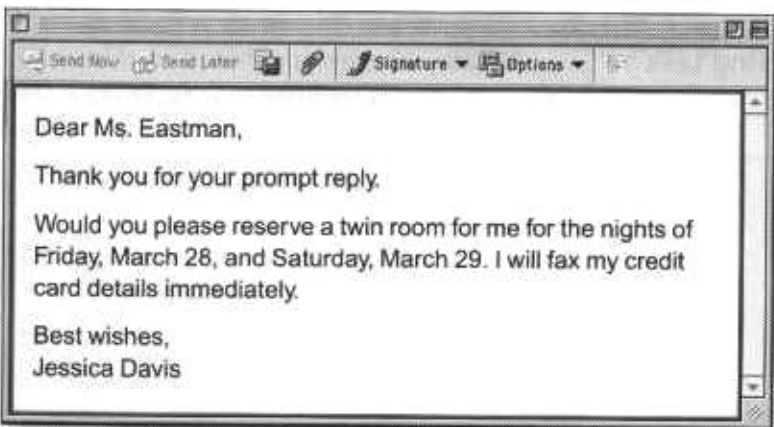 Send Now Send Later Signature Options
Dear Ms. Eastman,
Thank you for your prompt reply.
Would you please reserve a twin room for me for the nights of
Friday, March 28, and Saturday, March 29. I will fax my credit
card details immediately.
Best wishes,
Jessica Davis